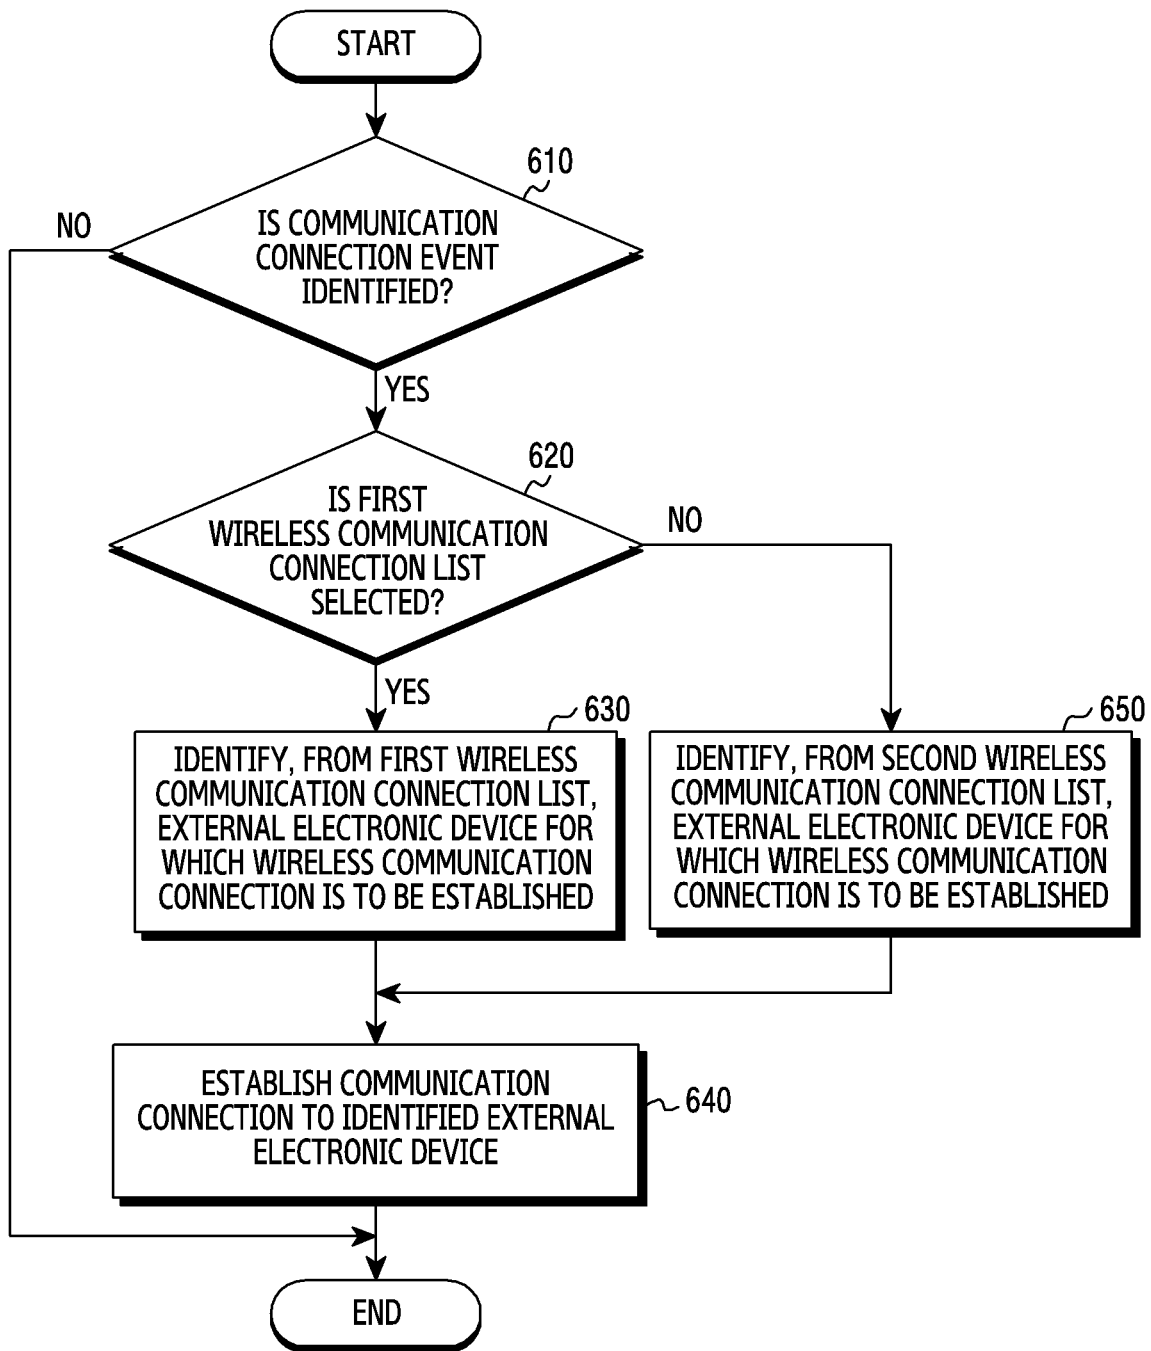 START
610
NO
IS COMMUNICATION
CONNECTION EVENT
IDENTIFIED?
YES
620
IS FIRST
WIRELESS COMMUNICATION
CONNECTION LIST
SELECTED?
NO
YES
630
IDENTIFY, FROM FIRST WIRELESS
COMMUNICATION CONNECTION LIST,
EXTERNAL ELECTRONIC DEVICE FOR
WHICH WIRELESS COMMUNICATION
CONNECTION IS TO BE ESTABLISHED
650
IDENTIFY, FROM SECOND WIRELESS
COMMUNICATION CONNECTION LIST,
EXTERNAL ELECTRONIC DEVICE FOR
WHICH WIRELESS COMMUNICATION
CONNECTION IS TO BE ESTABLISHED
ESTABLISH COMMUNICATION
CONNECTION TO IDENTIFIED EXTERNAL
ELECTRONIC DEVICE
640
END